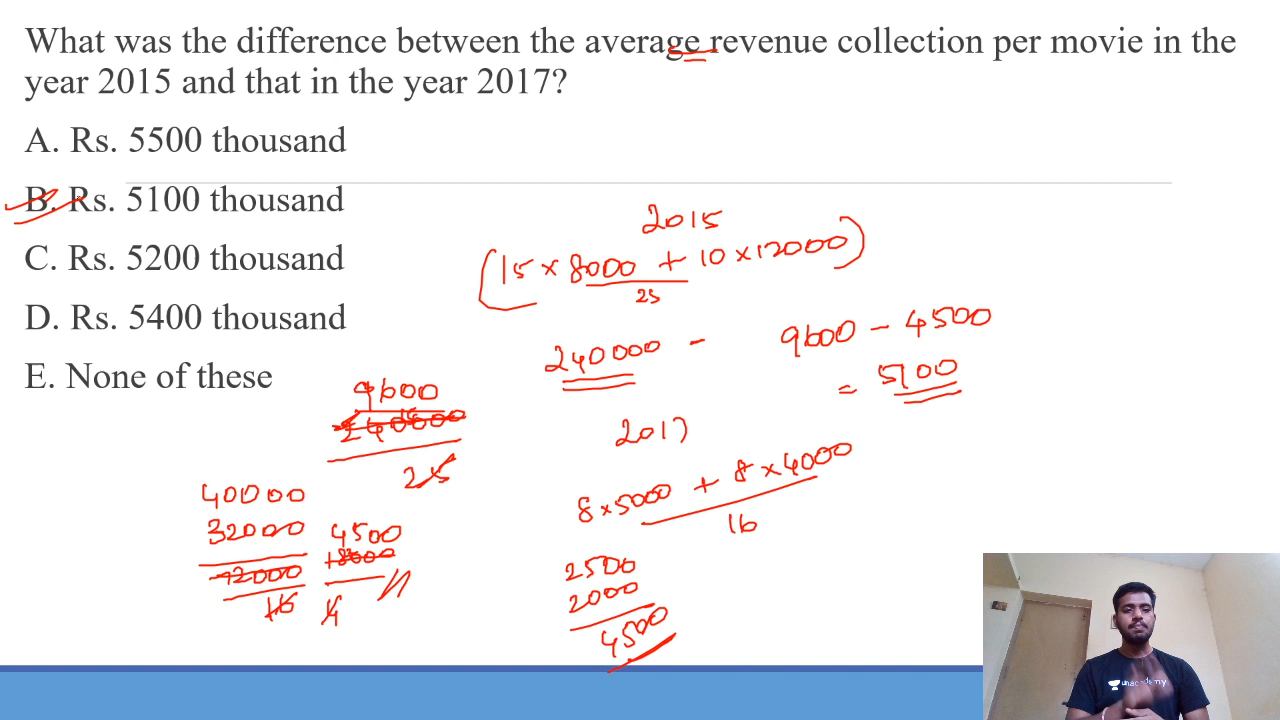 What was the difference between the average revenue collection per movie in the
year 2015 and that in the year 2017?
A. Rs. 5500 thousand
B. Rs. 5100 thousand
C. Rs. 5200 thousand
D. Rs. 5400 thousand
E. None of these
2015
(15 × 8000 + 10 × 12000)
25
240000 -
9600 - 4500
= 5100
9600
240000
25
2017
8 × 5000 + 8 × 4000
16
40000
32000
72000
16
4500
18000
4
2500
2000
4500
unacademy